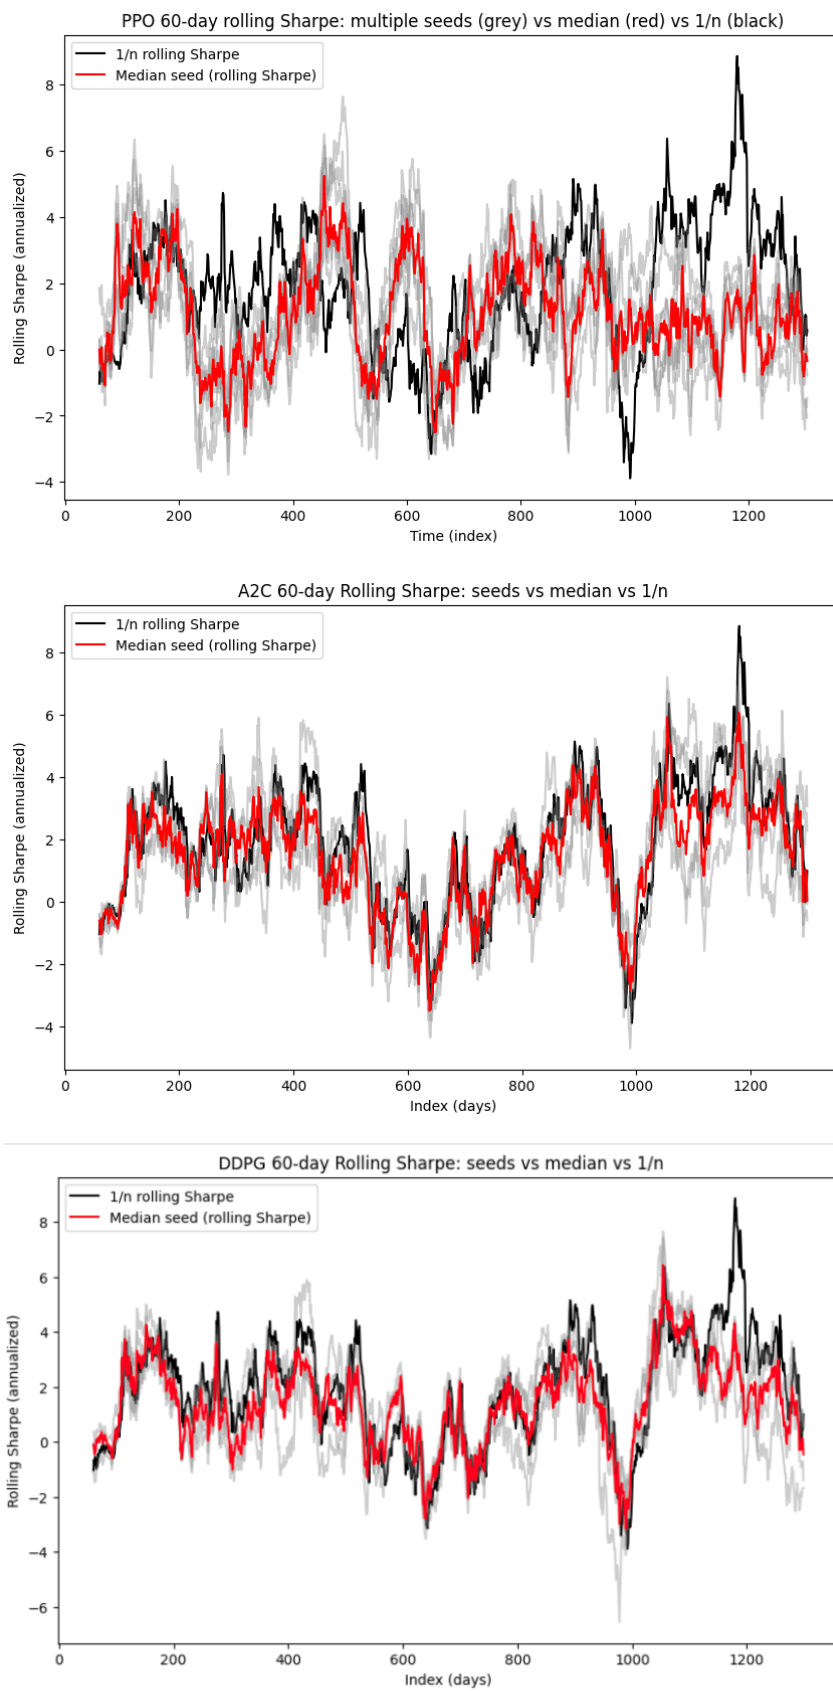 PPO 60-day rolling Sharpe: multiple seeds (grey) vs median (red) vs 1/n (black)
1/n rolling Sharpe
Median seed (rolling Sharpe)
Rolling Sharpe (annualized)
8
6
4
2
0
−2
−4
0 200 400 600 800 1000 1200
Time (index)
A2C 60-day Rolling Sharpe: seeds vs median vs 1/n
1/n rolling Sharpe
Median seed (rolling Sharpe)
Rolling Sharpe (annualized)
8
6
4
2
0
−2
−4
0 200 400 600 800 1000 1200
Index (days)
DDPG 60-day Rolling Sharpe: seeds vs median vs 1/n
1/n rolling Sharpe
Median seed (rolling Sharpe)
Rolling Sharpe (annualized)
8
6
4
2
0
−2
−4
−6
0 200 400 600 800 1000 1200
Index (days)